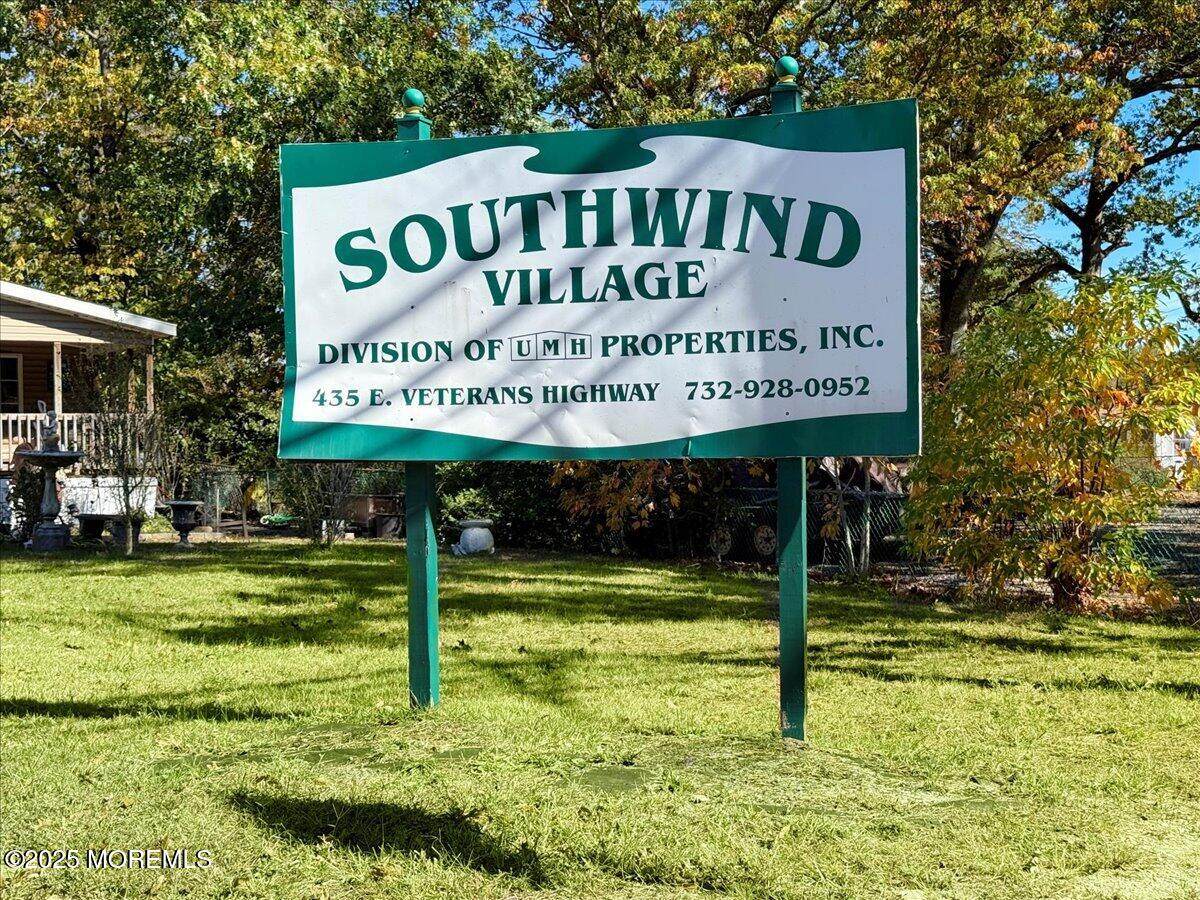 SOUTHWIND
VILLAGE
DIVISION OF UMH PROPERTIES, INC.
435 E. VETERANS HIGHWAY 732-928-0952
©2025 MOREMLS